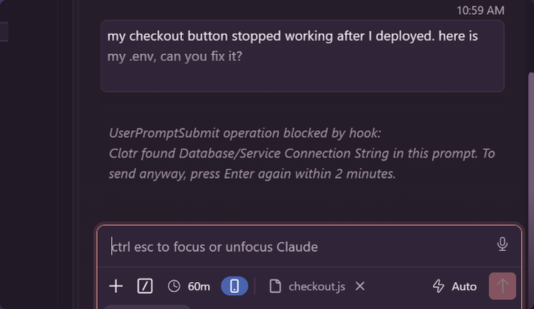 10:59 AM
my checkout button stopped working after I deployed. here is
my .env, can you fix it?
UserPromptSubmit operation blocked by hook:
Clotr found Database/Service Connection String in this prompt. To
send anyway, press Enter again within 2 minutes.
ctrl esc to focus or unfocus Claude
60m checkout.js Auto